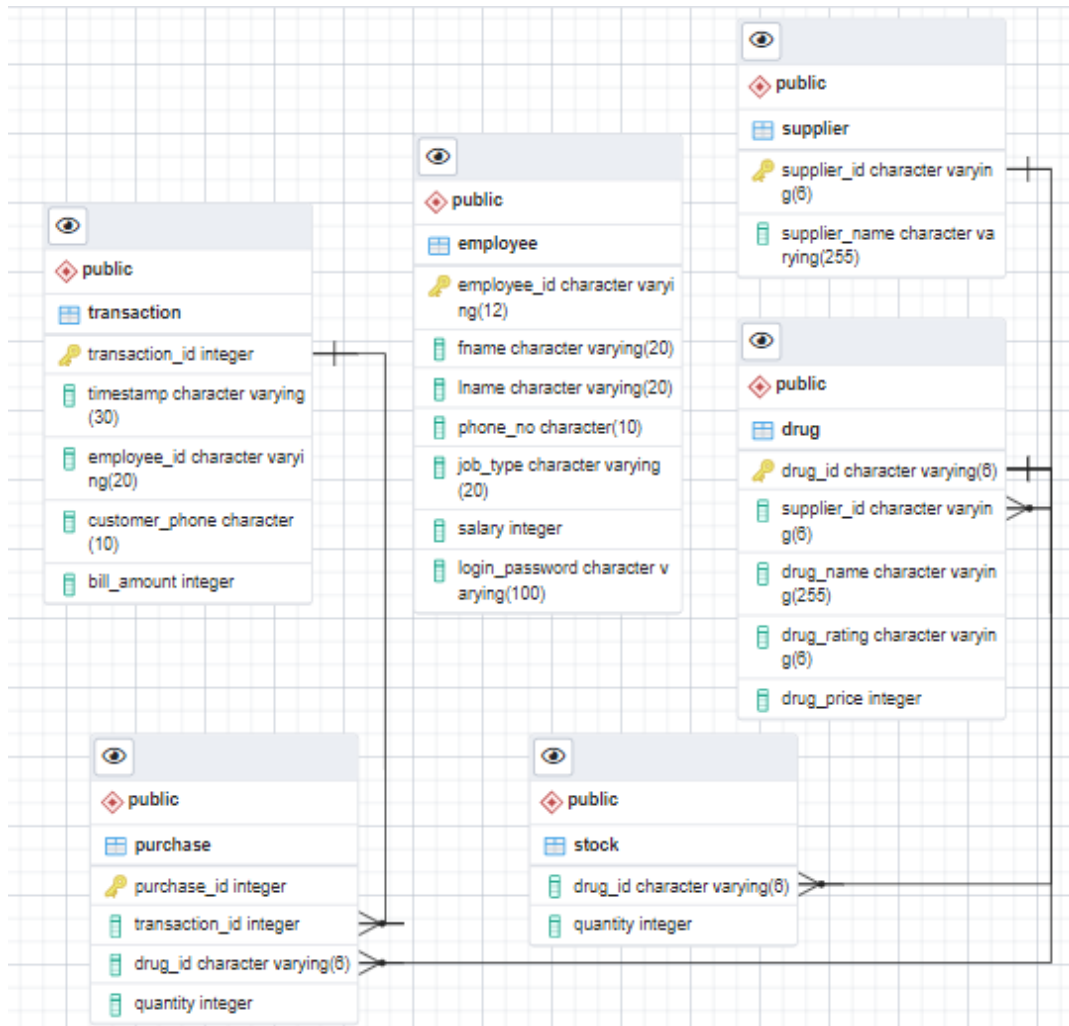 public
supplier
supplier_id character varyin
g(6)
supplier_name character va
rying(255)
public
employee
employee_id character varyi
ng(12)
fname character varying(20)
lname character varying(20)
phone_no character(10)
job_type character varying
(20)
salary integer
login_password character v
arying(100)
public
transaction
transaction_id integer
timestamp character varying
(30)
employee_id character varyi
ng(20)
customer_phone character
(10)
bill_amount integer
public
drug
drug_id character varying(6)
supplier_id character varyin
g(6)
drug_name character varyin
g(255)
drug_rating character varyin
g(6)
drug_price integer
public
purchase
purchase_id integer
transaction_id integer
drug_id character varying(6)
quantity integer
public
stock
drug_id character varying(6)
quantity integer